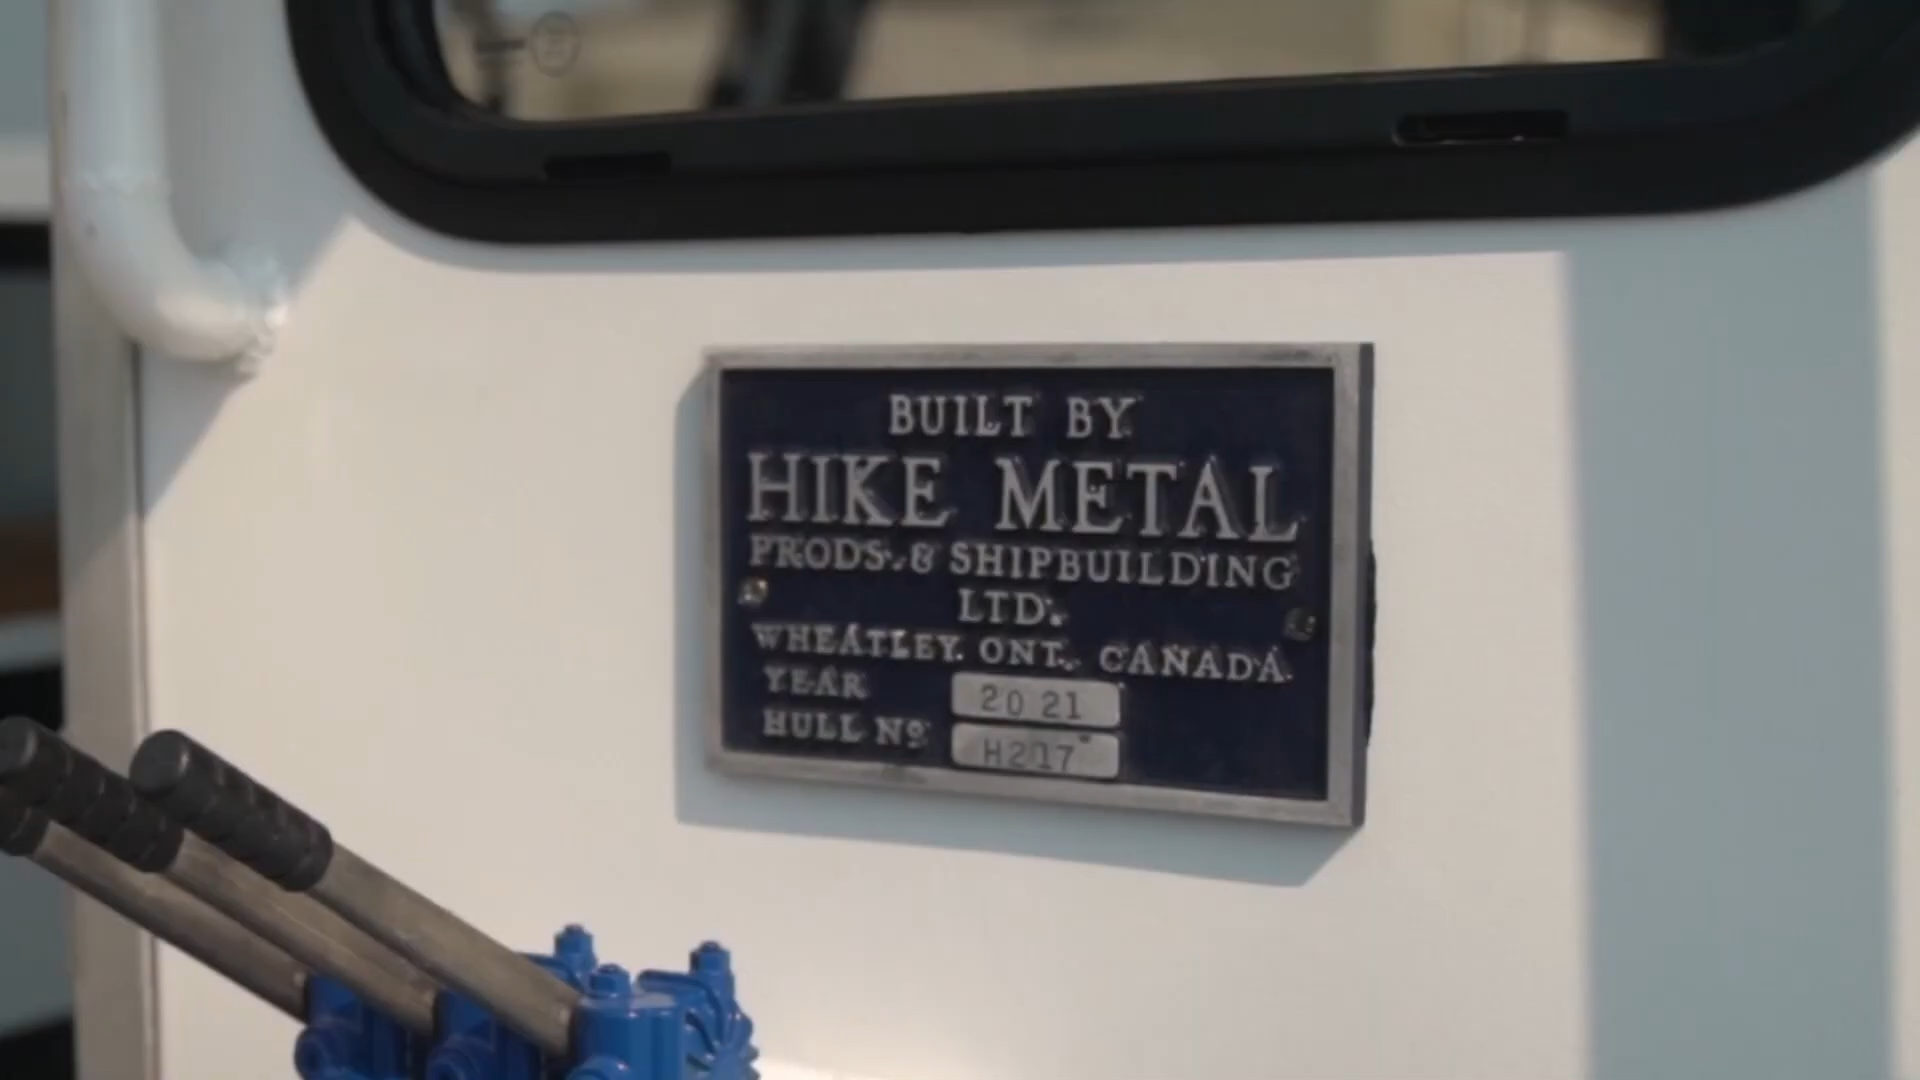 BUILT BY
HIKE METAL
PRODS. & SHIPBUILDING
LTD.
WHEATLEY. ONT., CANADA.
YEAR 20 21
HULL Nº H217